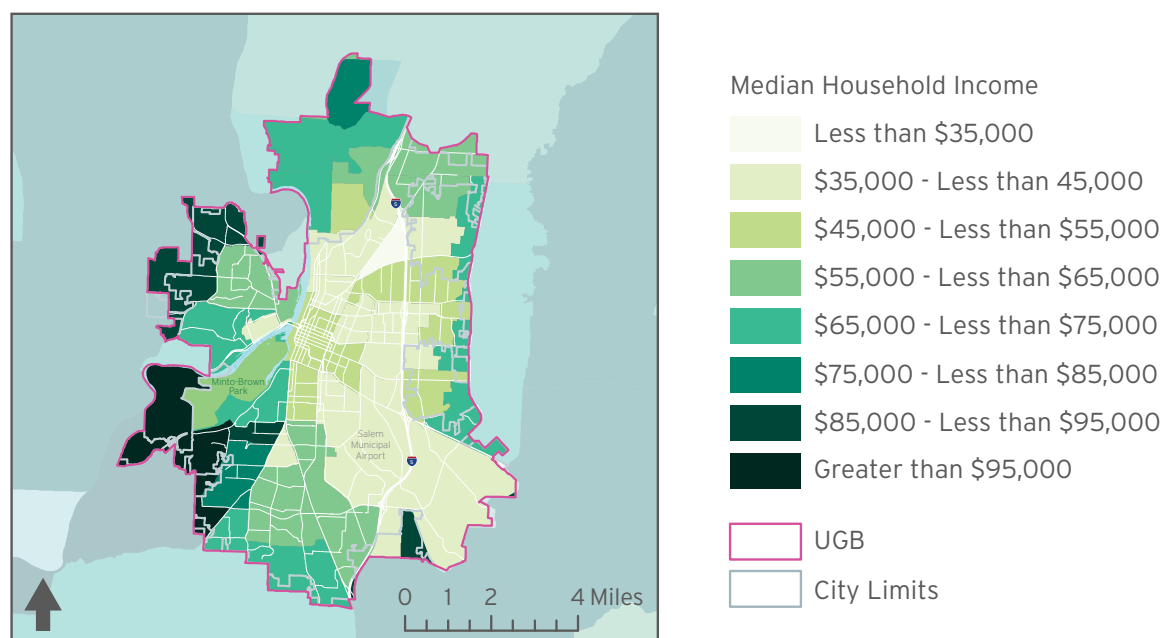 Minto-Brown
Park
Salem
Municipal
Airport
5
5
0 1 2 4 Miles
Median Household Income
Less than $35,000
$35,000 - Less than 45,000
$45,000 - Less than $55,000
$55,000 - Less than $65,000
$65,000 - Less than $75,000
$75,000 - Less than $85,000
$85,000 - Less than $95,000
Greater than $95,000
UGB
City Limits